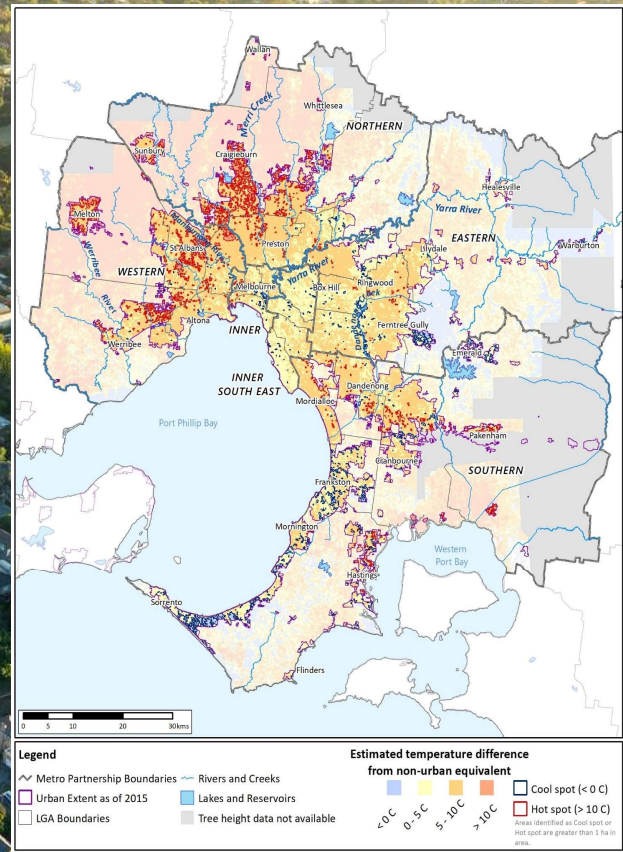 Wallan
Whittlesea
Merri Creek
NORTHERN
Sunbury
Craigieburn
Healesville
Melton
Maribyrnong River
Yarra River
EASTERN
Lilydale
Warburton
St Albans
Preston
Werribee River
WESTERN
Melbourne
Yarra River
Box Hill
Ringwood
Altona
INNER
Ferntree Gully
Werribee
Emerald
INNER
SOUTH EAST
Dandenong
Mordialloc
Port Phillip Bay
Pakenham
Cranbourne
SOUTHERN
Frankston
Mornington
Western
Port Bay
Hastings
Sorrento
Flinders
0 5 10 20 30kms
Legend
Metro Partnership Boundaries
Rivers and Creeks
Urban Extent as of 2015
Lakes and Reservoirs
LGA Boundaries
Tree height data not available
Estimated temperature difference
from non-urban equivalent
< 0 C
0 - 5 C
5 - 10 C
> 10 C
Cool spot (< 0 C)
Hot spot (> 10 C)
Areas identified as Cool spot or
Hot spot are greater than 1 ha in
area.